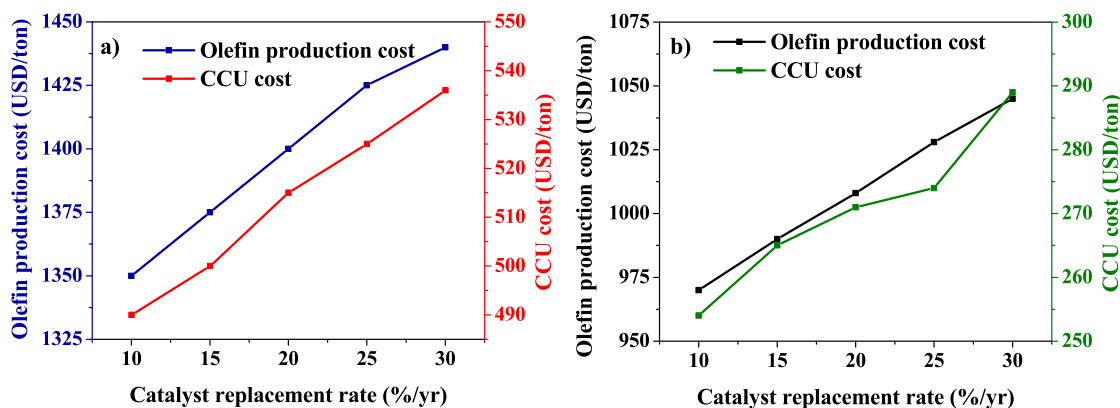 a)
Olefin production cost
CCU cost
Olefin production cost (USD/ton)
1450
1425
1400
1375
1350
1325
550
540
530
520
510
500
490
CCU cost (USD/ton)
10 15 20 25 30
Catalyst replacement rate (%/yr)
b)
Olefin production cost
CCU cost
Olefin production cost (USD/ton)
1075
1050
1025
1000
975
950
300
290
280
270
260
250
CCU cost (USD/ton)
10 15 20 25 30
Catalyst replacement rate (%/yr)